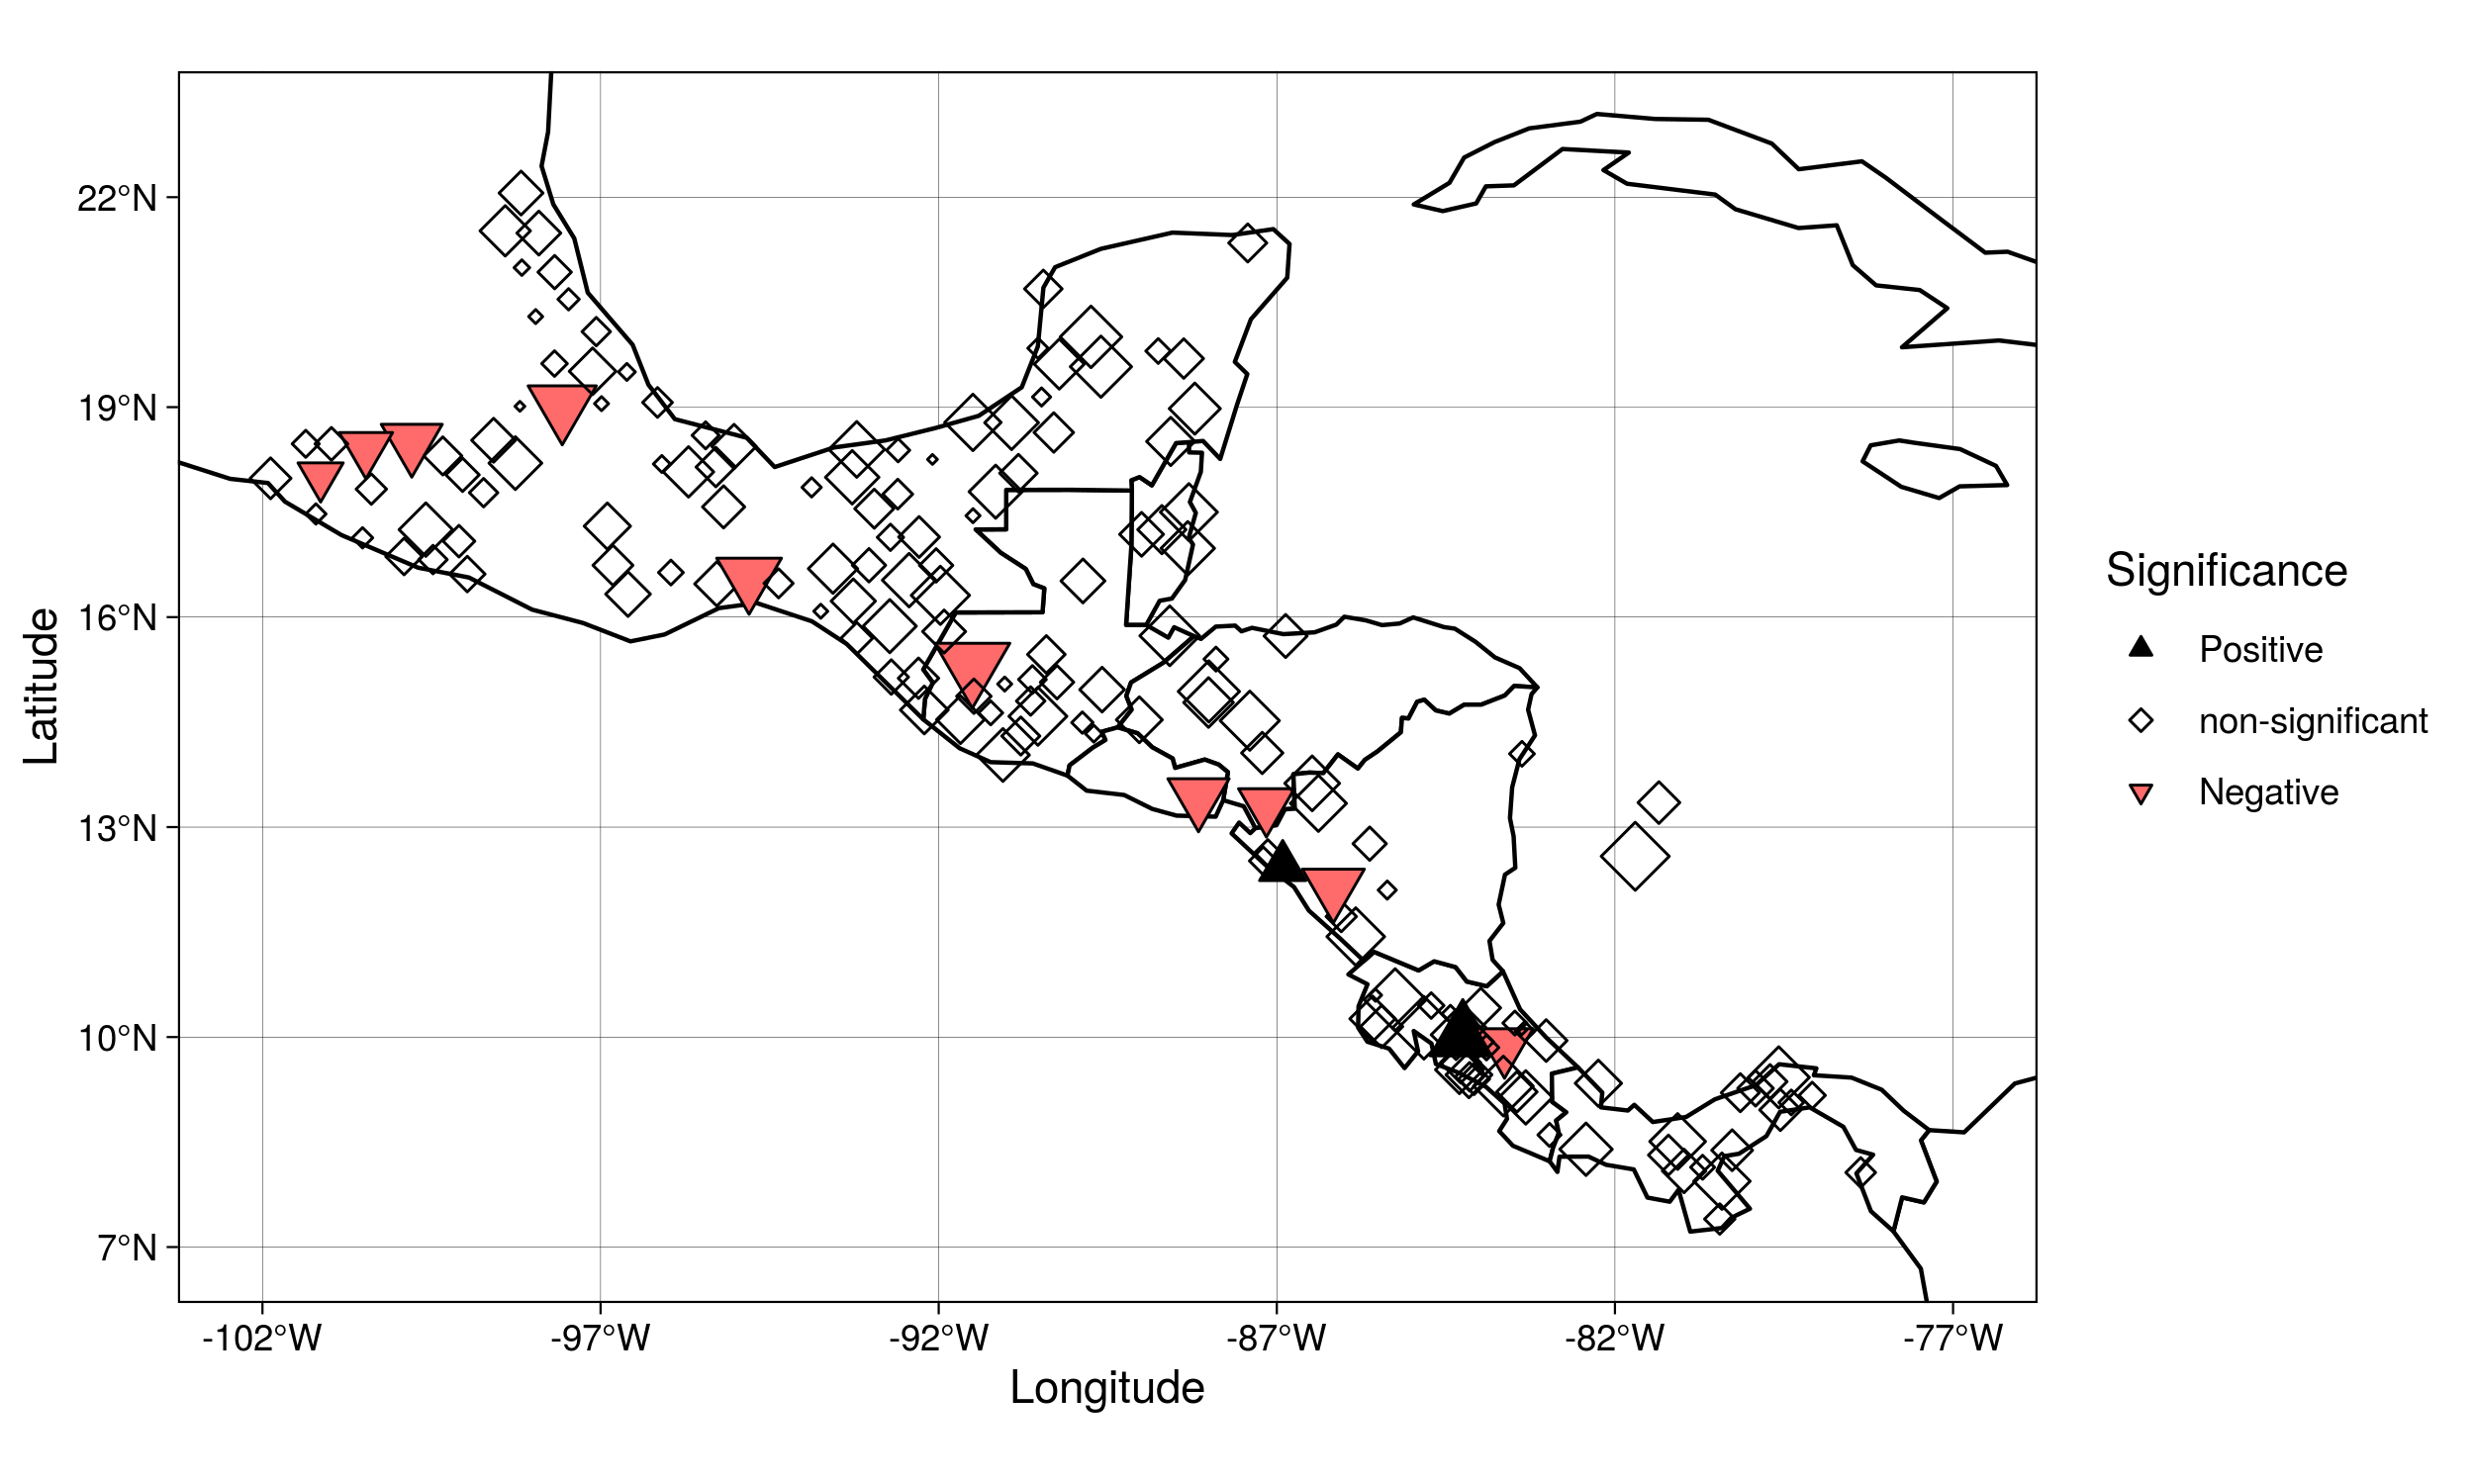 22°N
19°N
16°N
13°N
10°N
7°N
Latitude
-102°W
-97°W
-92°W
-87°W
-82°W
-77°W
Longitude
Significance
Positive
non-significant
Negative